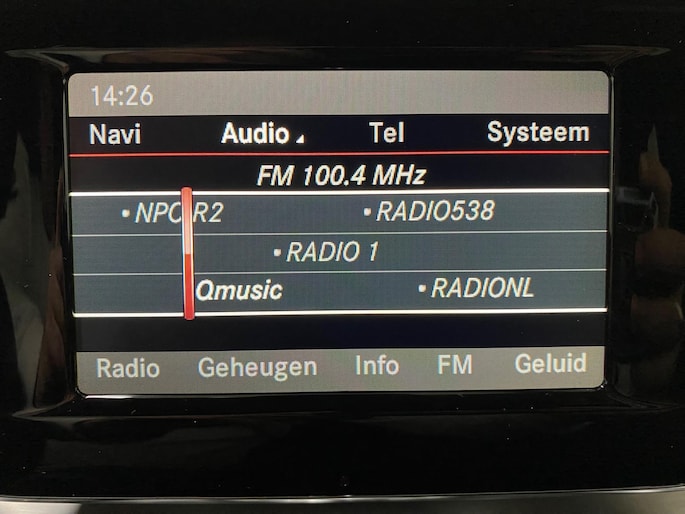 14:26
Navi Audio Tel Systeem
FM 100.4 MHz
• NPO R2 • RADIO538
• RADIO 1
Qmusic • RADIONL
Radio Geheugen Info FM Geluid